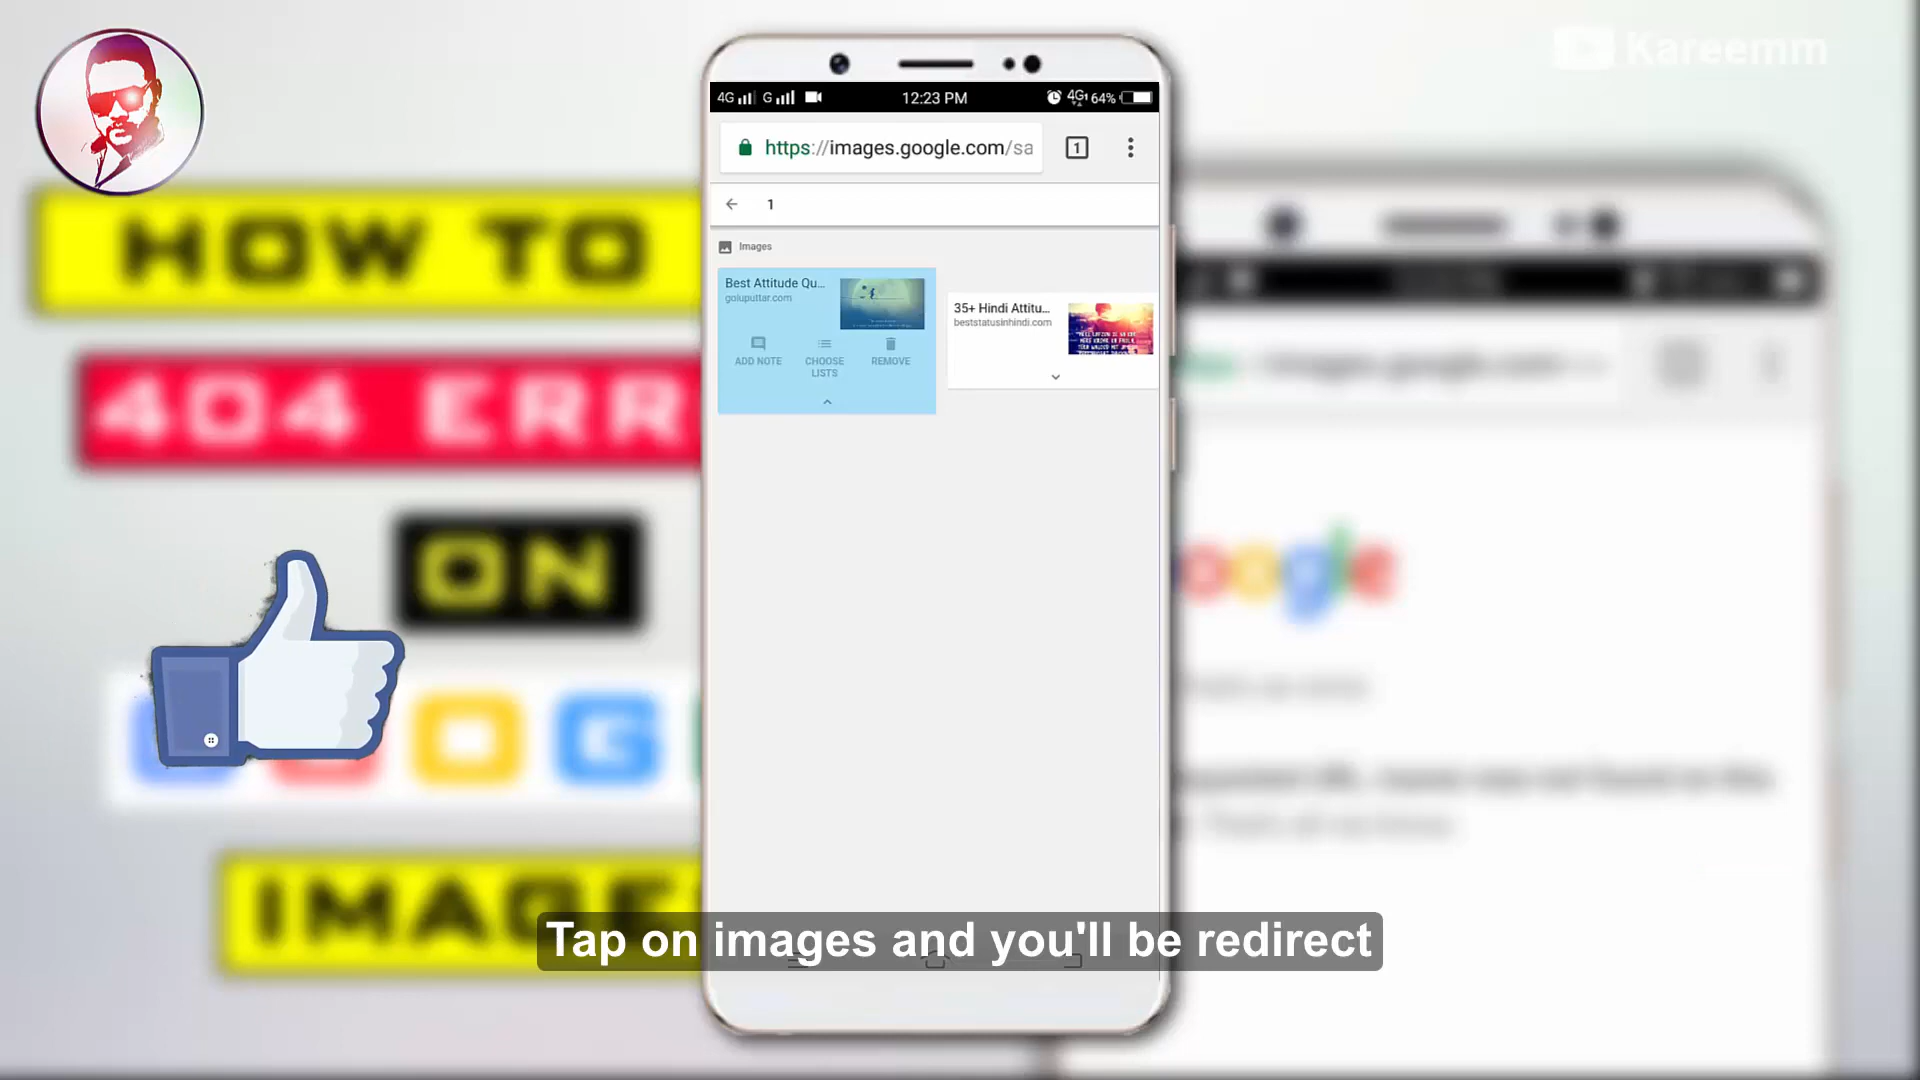 Kareemm
4G G 12:23 PM 4G 64%
https://images.google.com/sa
1
1
Images
Best Attitude Qu...
goluputtar.com
ADD NOTE
CHOOSE LISTS
REMOVE
35+ Hindi Attitu...
beststatusinhindi.com
HOW TO
404 ERR
ON
IMAGE
Tap on images and you'll be redirect